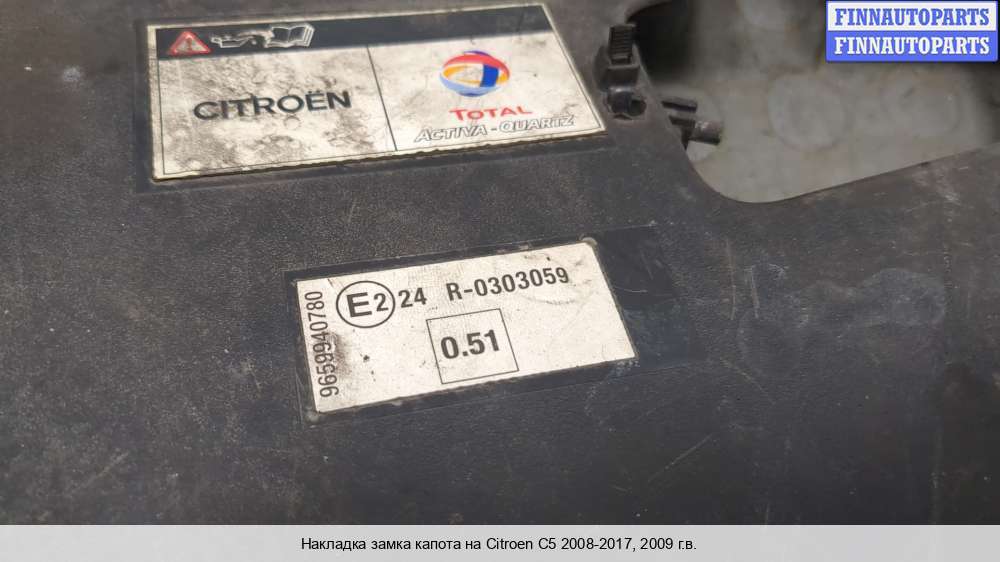 FINNAUTOPARTS
FINNAUTOPARTS
CITROËN
TOTAL
ACTIVA - QUARTZ
9659940780
E2 24 R-0303059
0.51
Накладка замка капота на Citroen C5 2008-2017, 2009 г.в.